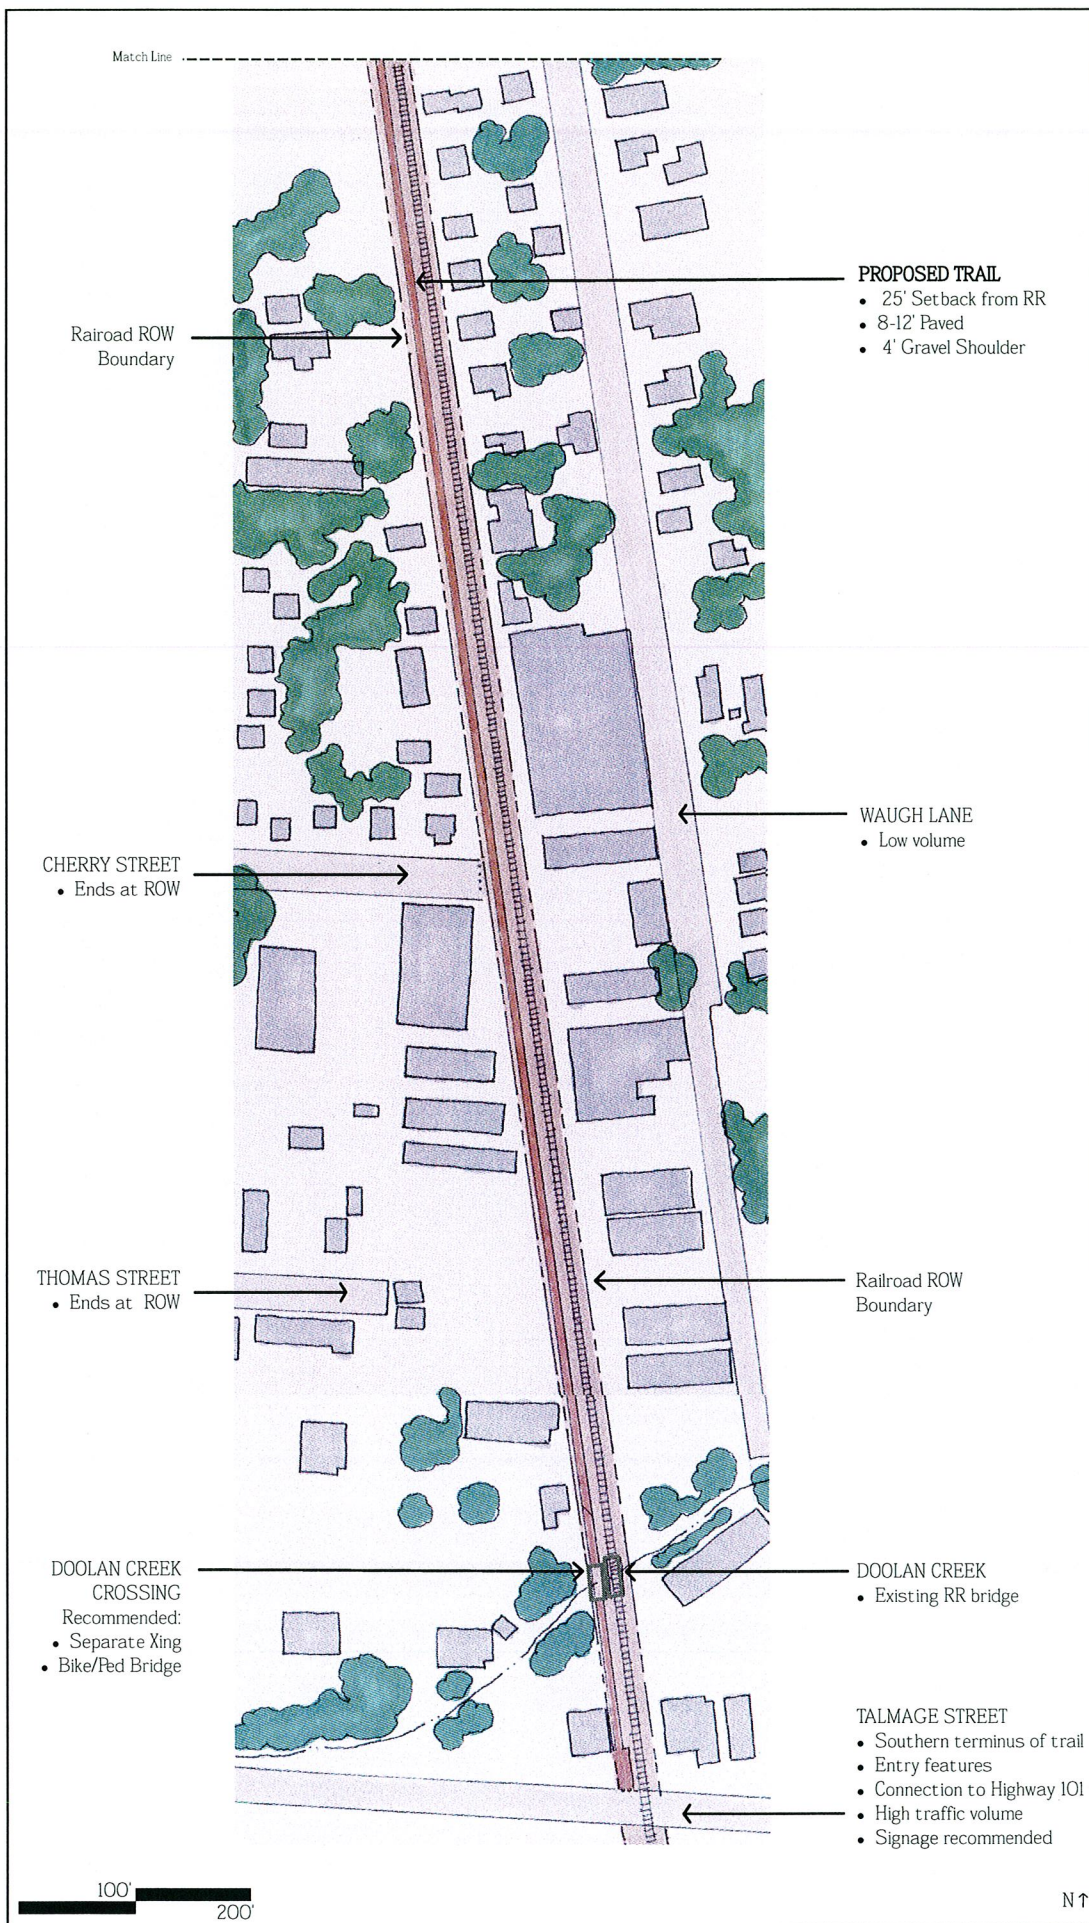 Match Line
PROPOSED TRAIL
• 25' Setback from RR
• 8-12' Paved
• 4' Gravel Shoulder
Rairoad ROW
Boundary
WAUGH LANE
• Low volume
CHERRY STREET
• Ends at ROW
THOMAS STREET
• Ends at ROW
Railroad ROW
Boundary
DOOLAN CREEK
CROSSING
Recommended:
• Separate Xing
• Bike/Ped Bridge
DOOLAN CREEK
• Existing RR bridge
TALMAGE STREET
• Southern terminus of trail
• Entry features
• Connection to Highway 101
• High traffic volume
• Signage recommended
100'
200'
N↑